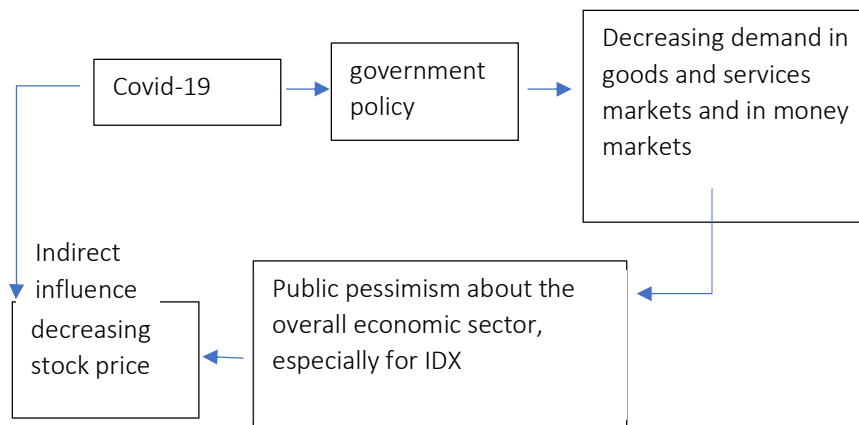 Covid-19
government
policy
Decreasing demand in
goods and services
markets and in money
markets
Indirect
influence
decreasing
stock price
Public pessimism about the
overall economic sector,
especially for IDX